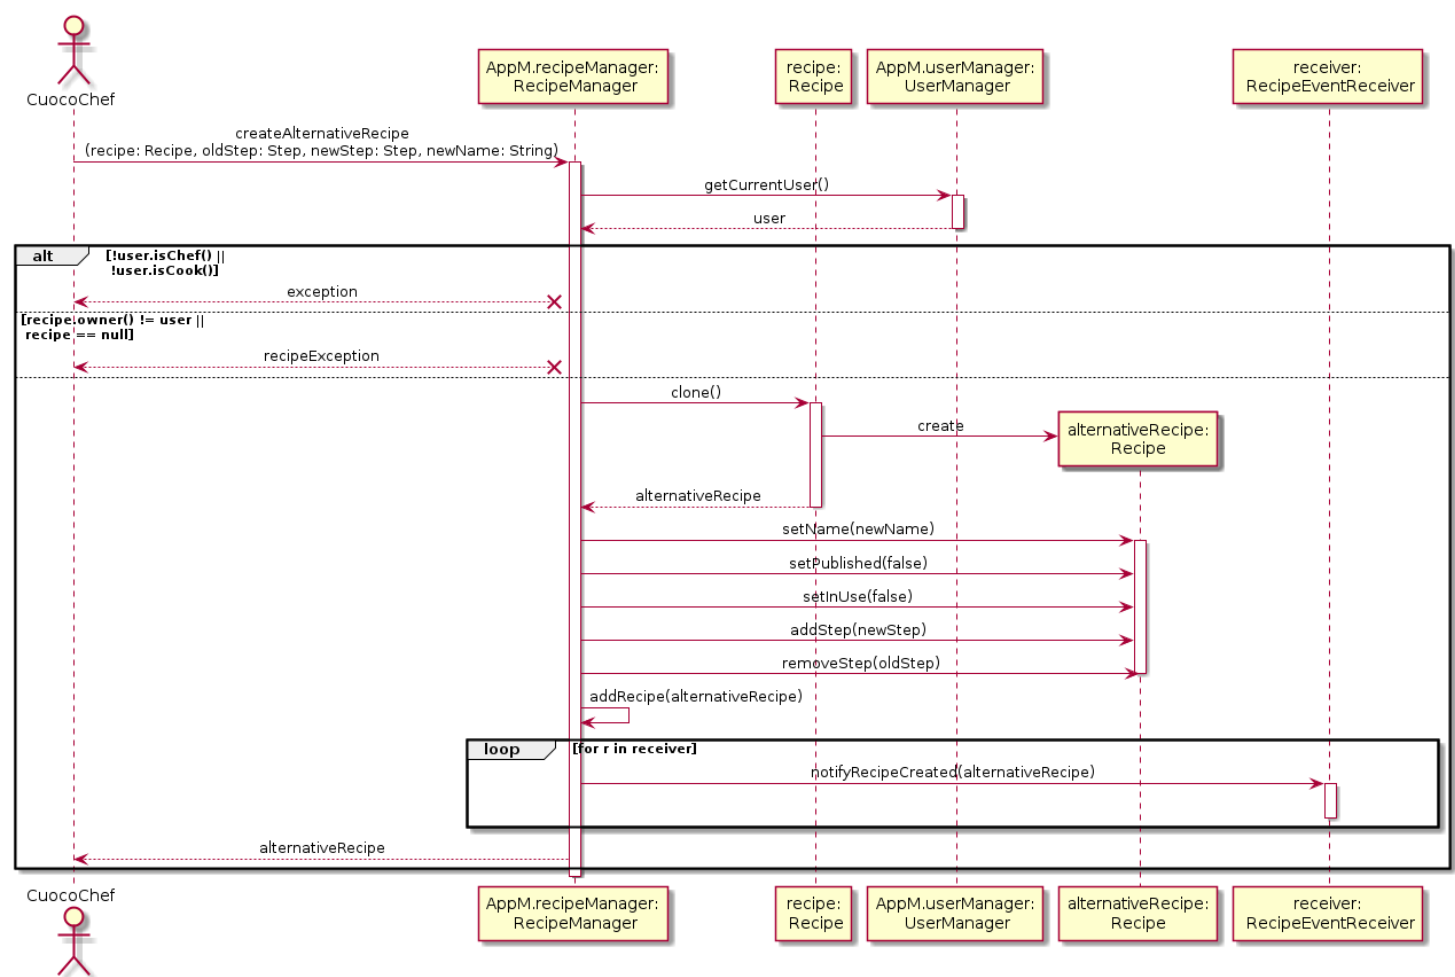 CuocoChef
AppM.recipeManager:
RecipeManager
recipe:
Recipe
AppM.userManager:
UserManager
receiver:
RecipeEventReceiver
createAlternativeRecipe
(recipe: Recipe, oldStep: Step, newStep: Step, newName: String)
getCurrentUser()
user
alt
[!user.isChef() ||
!user.isCook()]
exception
[recipe.owner() != user ||
recipe == null]
recipeException
clone()
create
alternativeRecipe:
Recipe
alternativeRecipe
setName(newName)
setPublished(false)
setInUse(false)
addStep(newStep)
removeStep(oldStep)
addRecipe(alternativeRecipe)
loop
[for r in receiver]
notifyRecipeCreated(alternativeRecipe)
alternativeRecipe
CuocoChef
AppM.recipeManager:
RecipeManager
recipe:
Recipe
AppM.userManager:
UserManager
alternativeRecipe:
Recipe
receiver:
RecipeEventReceiver